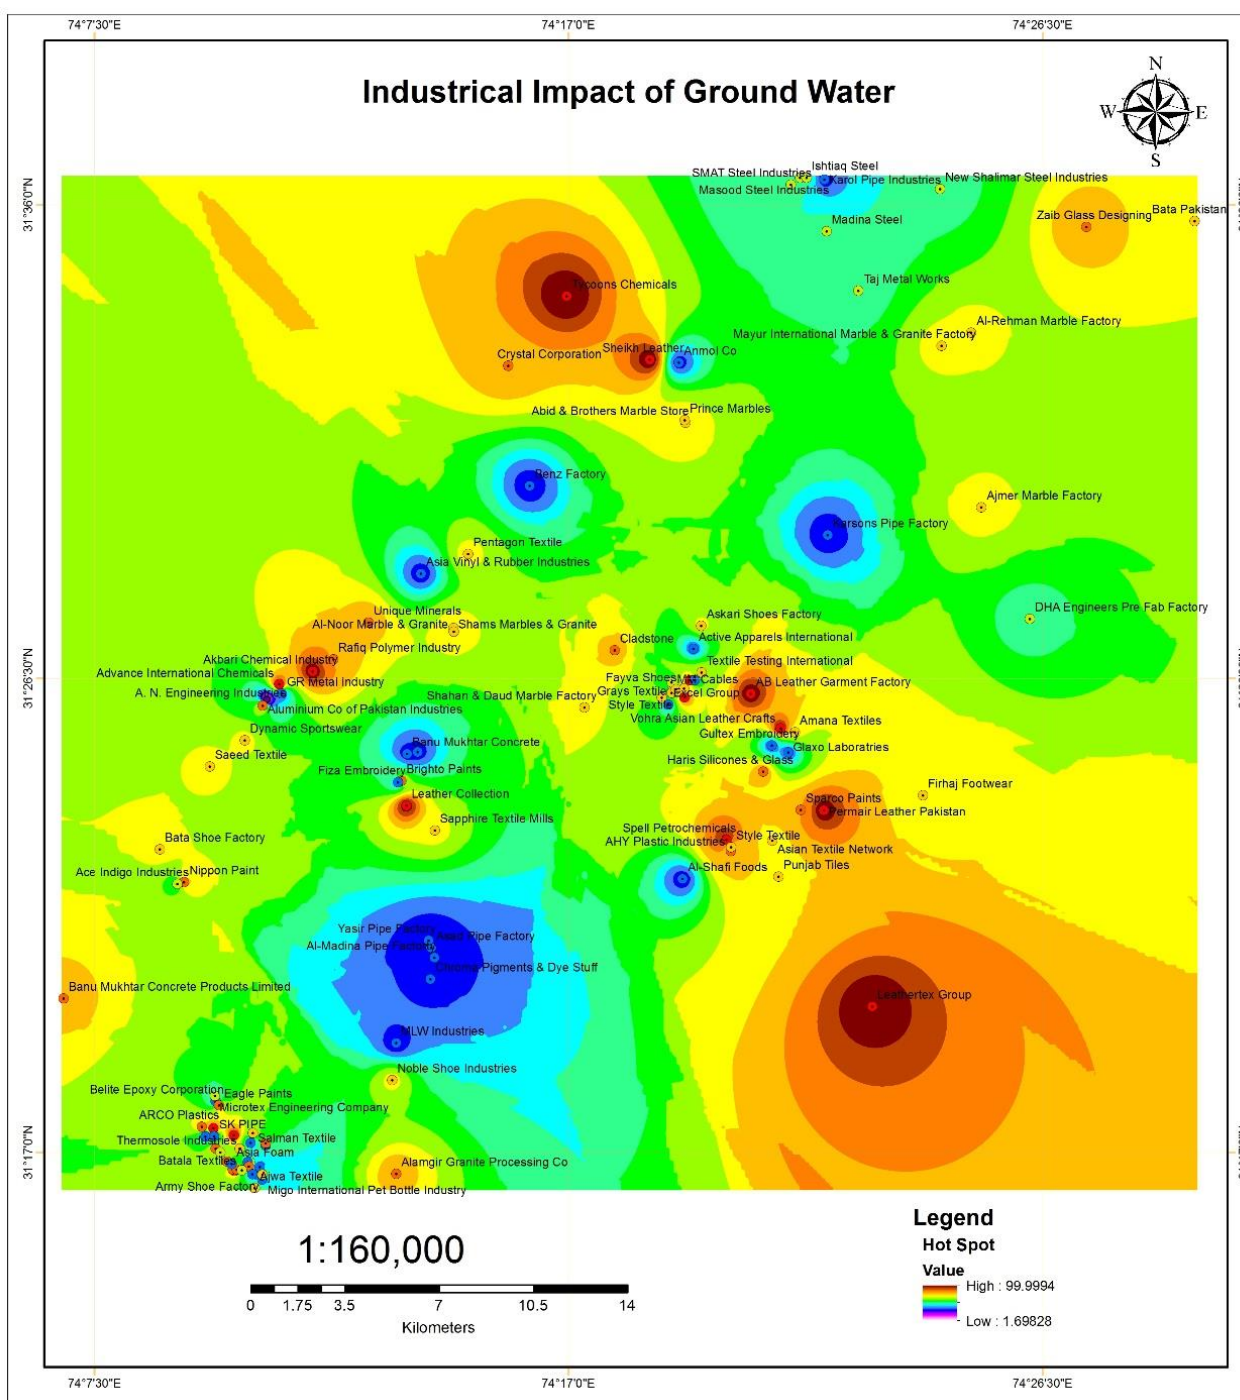 74°7'30"E
74°17'0"E
74°26'30"E
Industrical Impact of Ground Water
N
W
E
S
31°36'0"N
Ishtiaq Steel
SMAT Steel Industries
Karol Pipe Industries
New Shalimar Steel Industries
Masood Steel Industries
Zaib Glass Designing
Bata Pakistan
Madina Steel
Taj Metal Works
Tycoons Chemicals
Al-Rehman Marble Factory
Mayur International Marble & Granite Factory
Sheikh Leather
Anmol Co
Crystal Corporation
Abid & Brothers Marble Store
Prince Marbles
Benz Factory
Ajmer Marble Factory
Karsons Pipe Factory
Pentagon Textile
Asia Vinyl & Rubber Industries
Unique Minerals
DHA Engineers Pre Fab Factory
Askari Shoes Factory
Al-Noor Marble & Granite
Shams Marbles & Granite
Cladstone
Active Apparels International
Rafiq Polymer Industry
31°26'30"N
Akbari Chemical Industry
Textile Testing International
Advance International Chemicals
GR Metal Industry
Fayva Shoes
Cables
AB Leather Garment Factory
A. N. Engineering Industries
Shahan & Daud Marble Factory
Grays Textile
Excel Group
Aluminium Co of Pakistan Industries
Style Textile
Vohra Asian Leather Crafts
Amana Textiles
Dynamic Sportswear
Gultex Embroidery
Banu Mukhtar Concrete
Glaxo Laboratries
Saeed Textile
Haris Silicones & Glass
Fiza Embroidery
Brighto Paints
Firhaj Footwear
Leather Collection
Sparco Paints
Permair Leather Pakistan
Sapphire Textile Mills
Spell Petrochemicals
Style Textile
Bata Shoe Factory
AHY Plastic Industries
Asian Textile Network
Ace Indigo Industries
Nippon Paint
Al-Shafi Foods
Punjab Tiles
Yasir Pipe Factory
Asad Pipe Factory
Al-Madina Pipe Factory
Chroma Pigments & Dye Stuff
Banu Mukhtar Concrete Products Limited
Leathertex Group
MLW Industries
Noble Shoe Industries
Belite Epoxy Corporation
Eagle Paints
Microtex Engineering Company
ARCO Plastics
SK PIPE
31°17'0"N
Thermosole Industries
Salman Textile
Asia Foam
Batala Textiles
Alamgir Granite Processing Co
Ajwa Textile
Army Shoe Factory
Migo International Pet Bottle Industry
1:160,000
0 1.75 3.5 7 10.5 14
Kilometers
Legend
Hot Spot
Value
High : 99.9994
Low : 1.69828
74°7'30"E
74°17'0"E
74°26'30"E